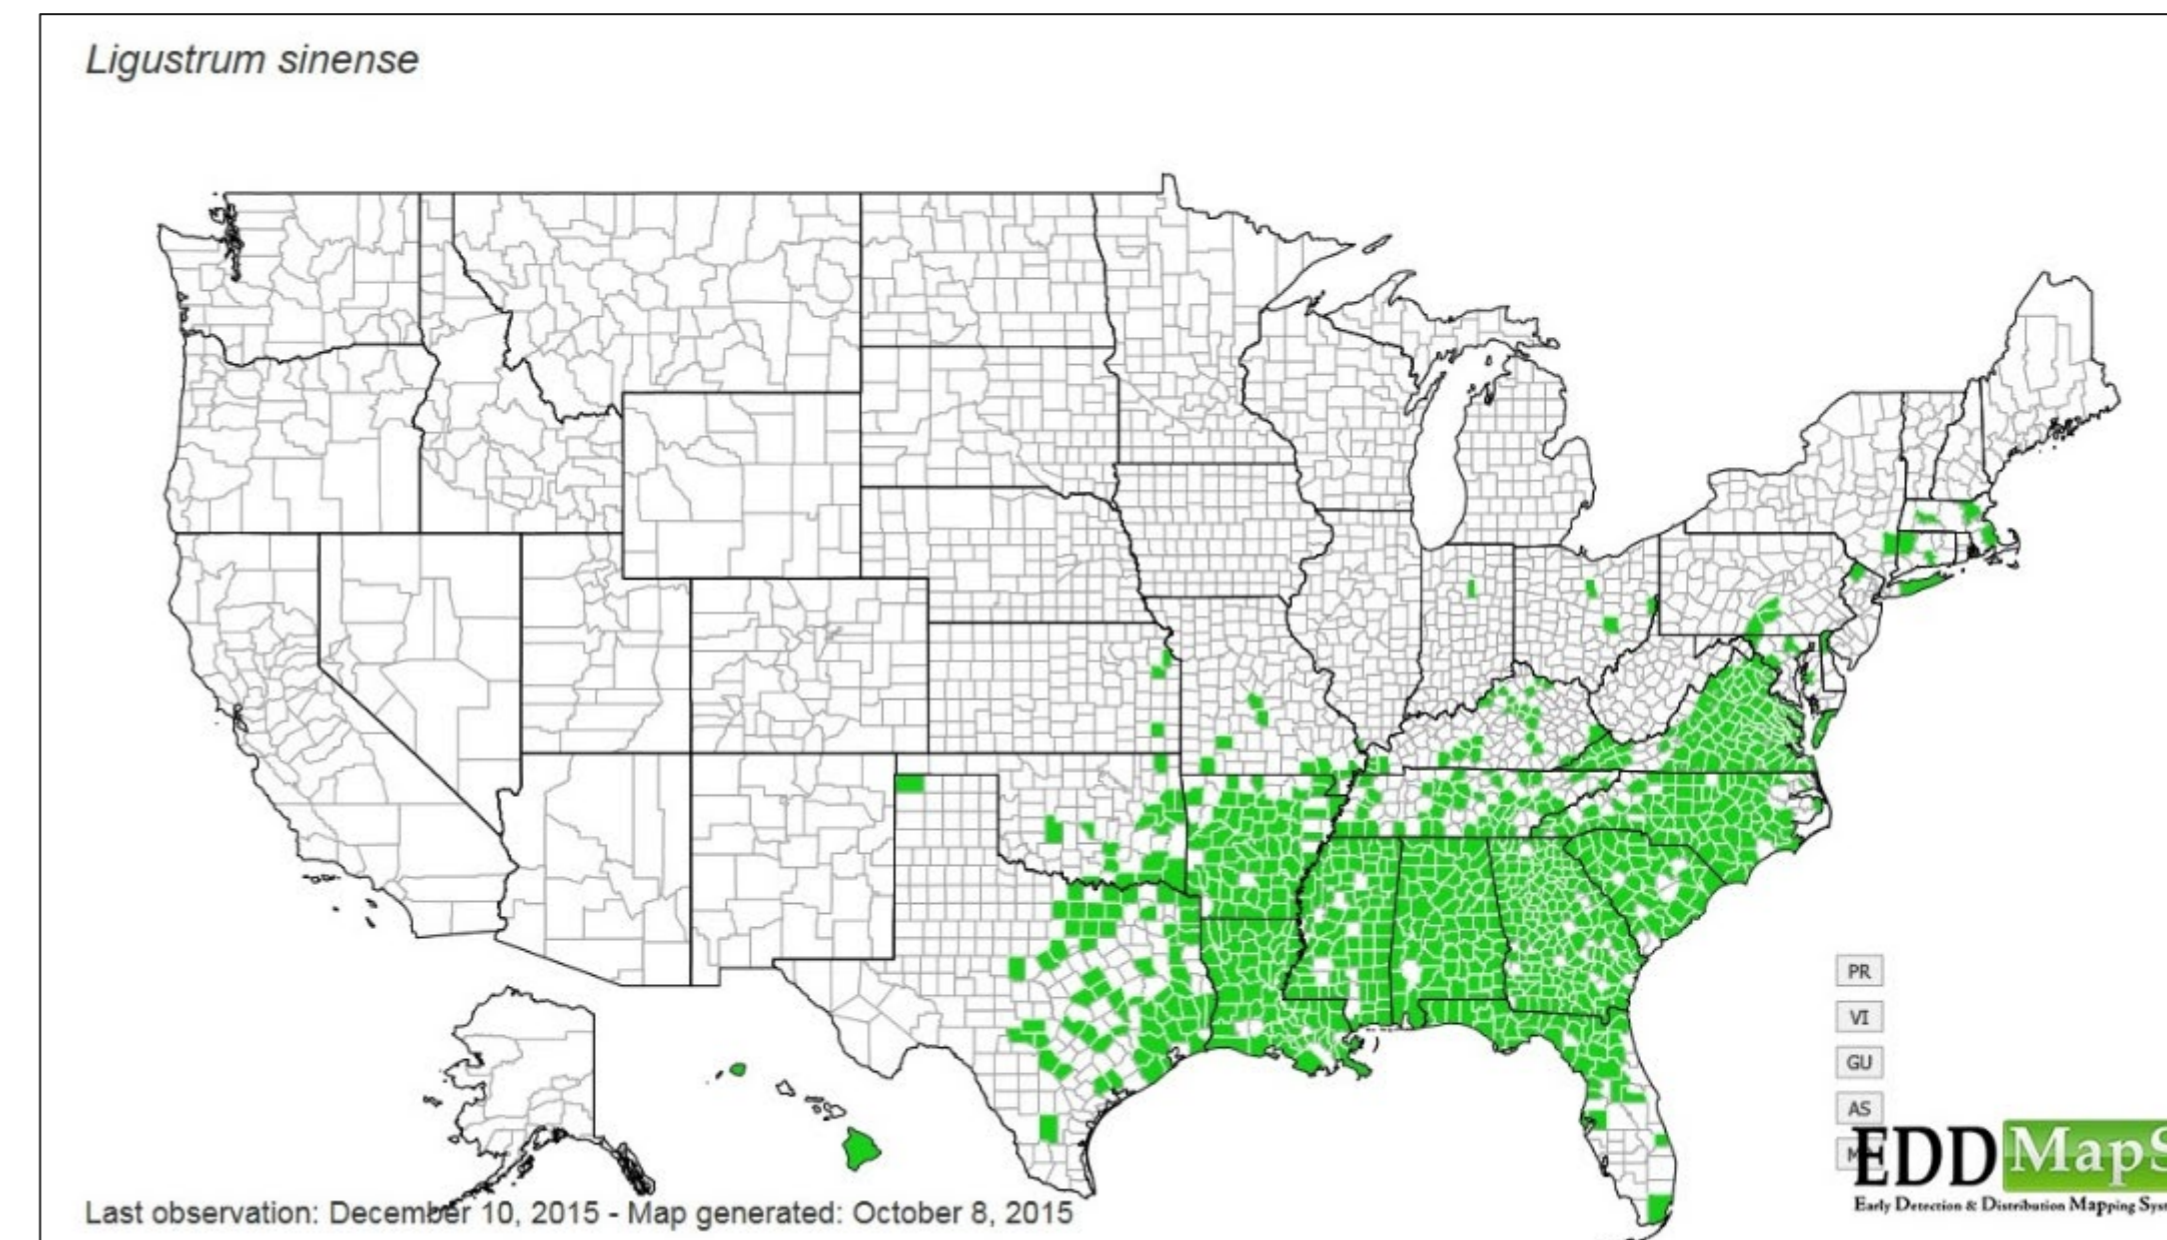 Ligustrum sinense
PR
VI
GU
AS
EDDMapS
Early Detection & Distribution Mapping Syst
Last observation: December 10, 2015 - Map generated: October 8, 2015